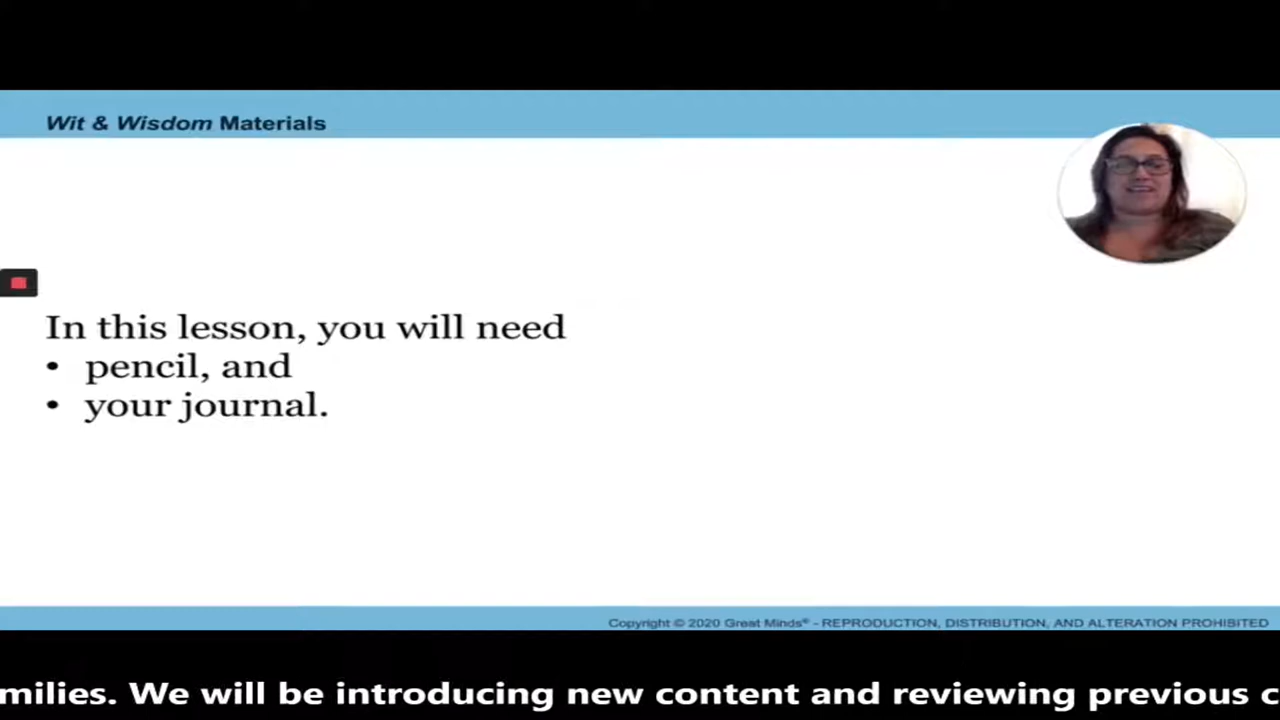 Wit & Wisdom Materials
In this lesson, you will need
• pencil, and
• your journal.
Copyright © 2020 Great Minds® - REPRODUCTION, DISTRIBUTION, AND ALTERATION PROHIBITED
milies. We will be introducing new content and reviewing previous c